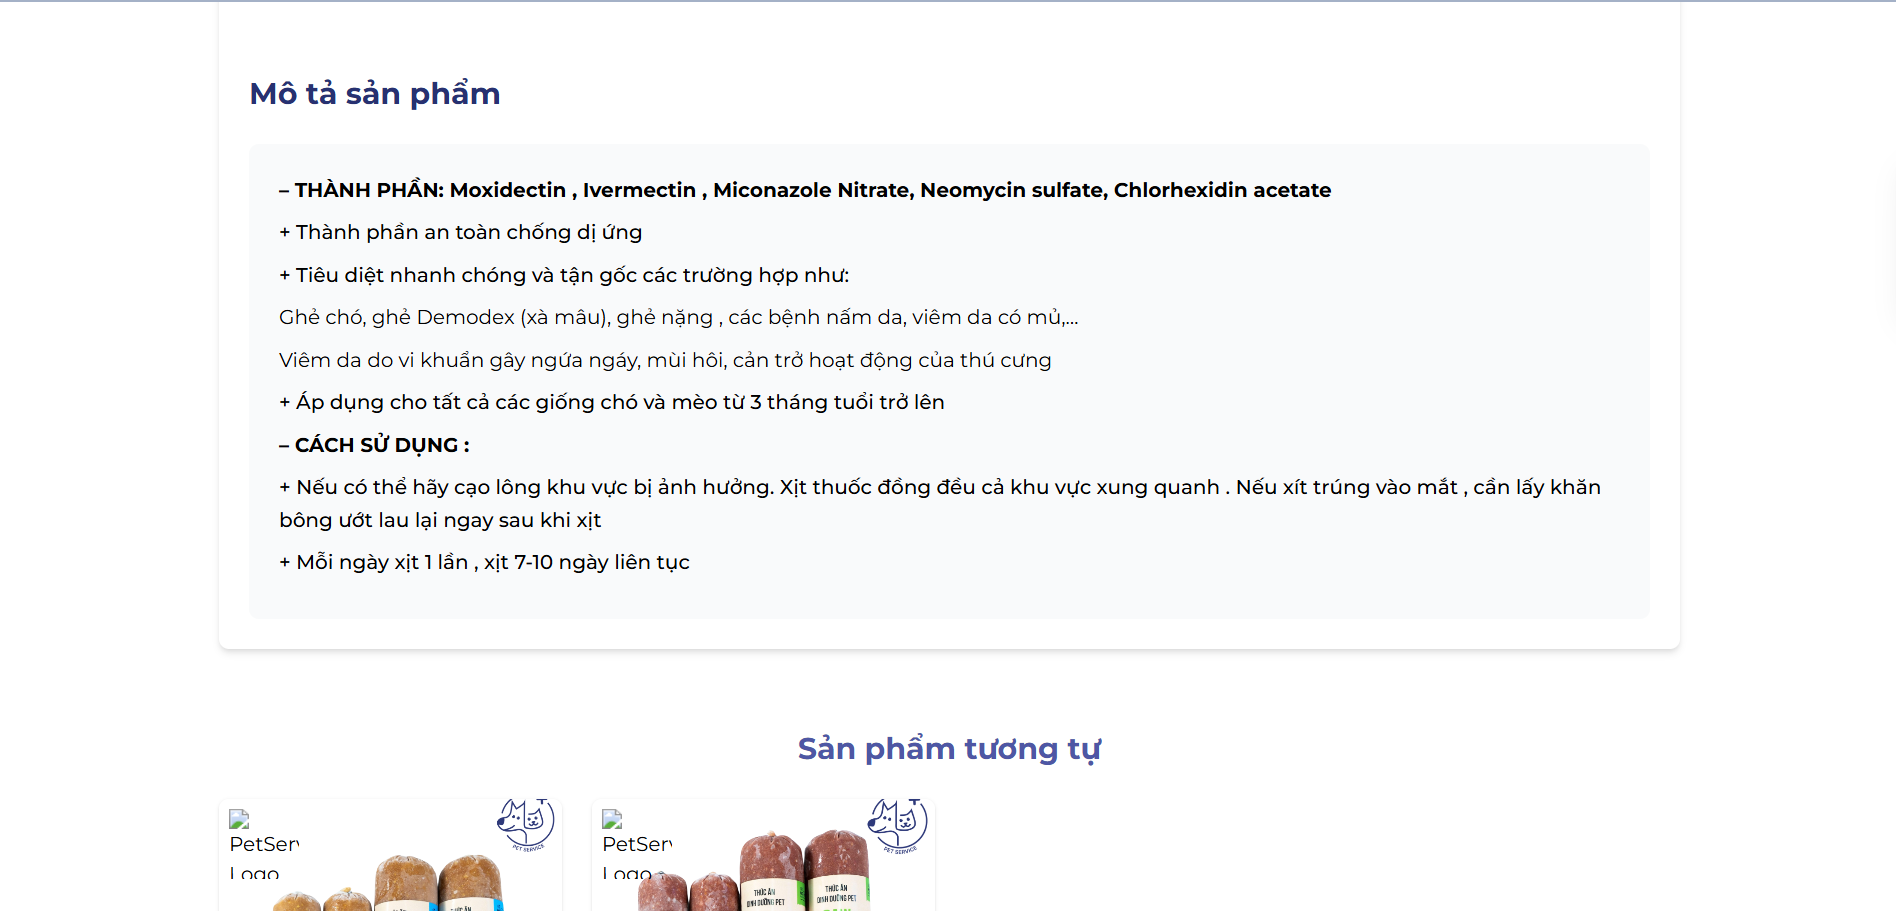 Mô tả sản phẩm
– THÀNH PHẦN: Moxidectin , Ivermectin , Miconazole Nitrate, Neomycin sulfate, Chlorhexidin acetate
+ Thành phần an toàn chống dị ứng
+ Tiêu diệt nhanh chóng và tận gốc các trường hợp như:
Ghẻ chó, ghẻ Demodex (xà mâu), ghẻ nặng , các bệnh nấm da, viêm da có mủ,...
Viêm da do vi khuẩn gây ngứa ngáy, mùi hôi, cản trở hoạt động của thú cưng
+ Áp dụng cho tất cả các giống chó và mèo từ 3 tháng tuổi trở lên
– CÁCH SỬ DỤNG :
+ Nếu có thể hãy cạo lông khu vực bị ảnh hưởng. Xịt thuốc đồng đều cả khu vực xung quanh . Nếu xít trúng vào mắt , cần lấy khăn
bông ướt lau lại ngay sau khi xịt
+ Mỗi ngày xịt 1 lần , xịt 7-10 ngày liên tục
Sản phẩm tương tự
PET SERVICE
PetServ
Logo
THỨC ĂN
PET SERVICE
PetServ
Logo
THỨC ĂN
DINH DƯỠNG PET
THỨC ĂN
DINH DƯỠNG PET